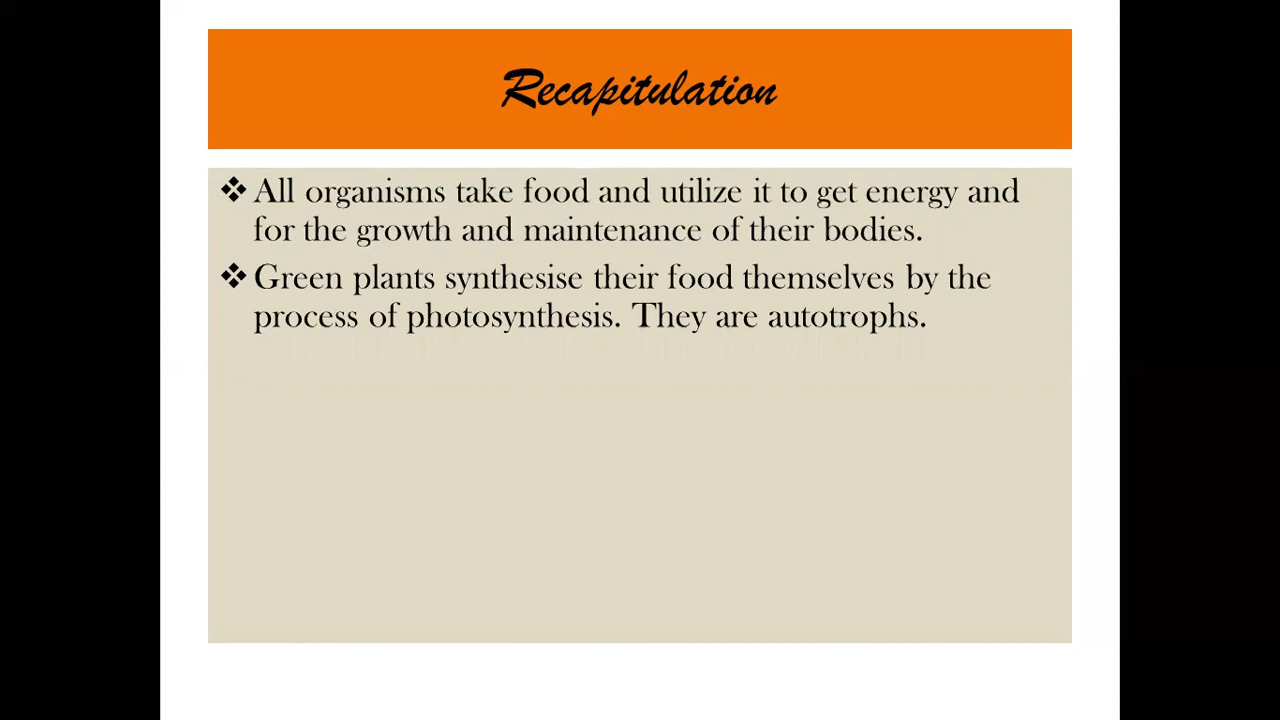 Recapitulation
❖ All organisms take food and utilize it to get energy and
for the growth and maintenance of their bodies.
❖ Green plants synthesise their food themselves by the
process of photosynthesis. They are autotrophs.